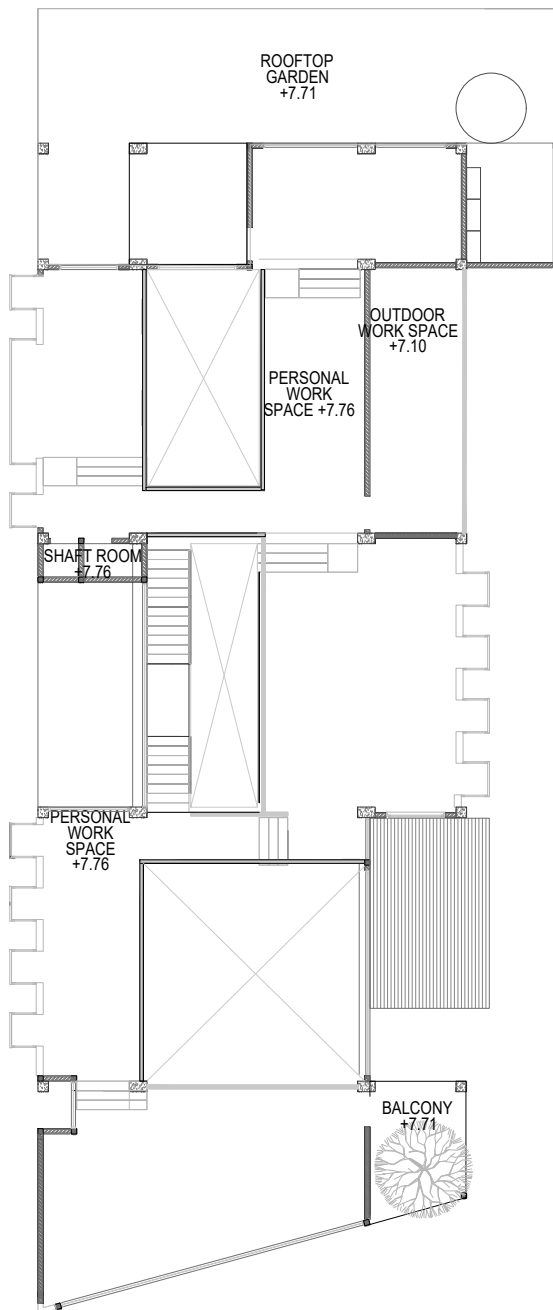 ROOFTOP
GARDEN
+7.71
OUTDOOR
WORK SPACE
+7.10
PERSONAL
WORK
SPACE +7.76
SHAFT ROOM
+7.76
PERSONAL
WORK
SPACE
+7.76
BALCONY
+7.71